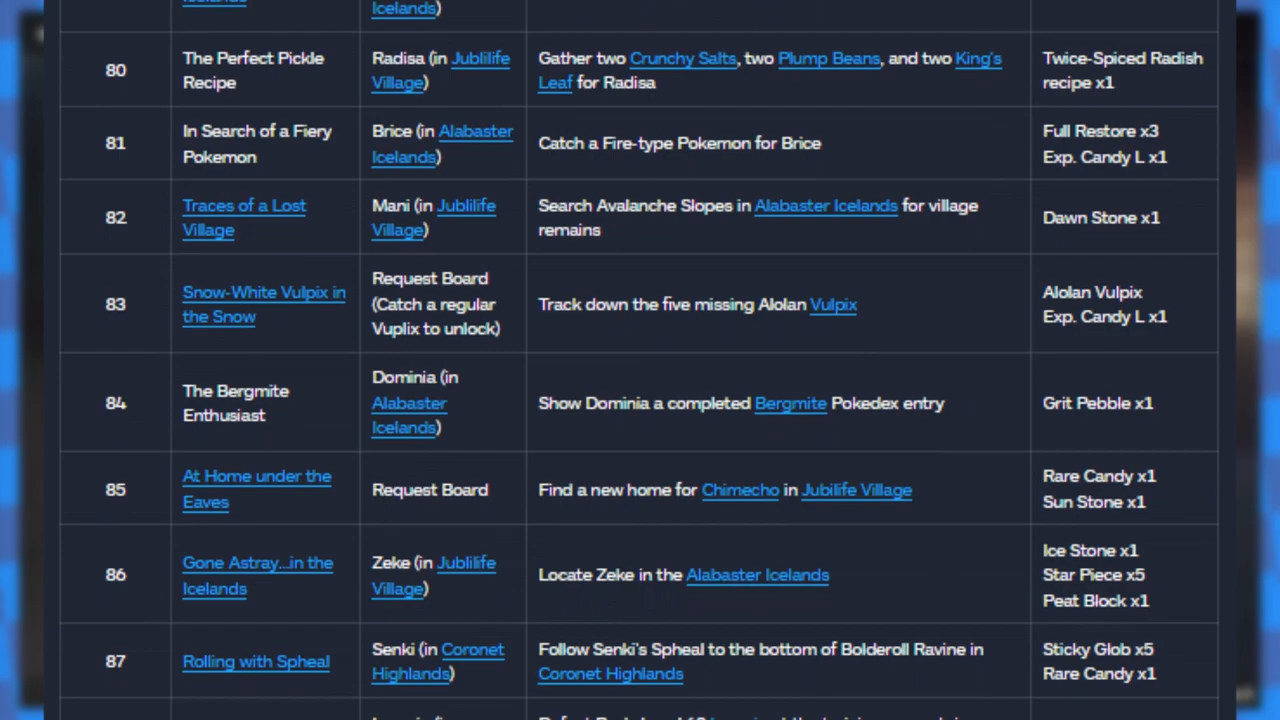 Icelands)
80
The Perfect Pickle
Recipe
Radisa (in Jublilife
Village)
Gather two Crunchy Salts, two Plump Beans, and two King's
Leaf for Radisa
Twice-Spiced Radish
recipe x1
81
In Search of a Fiery
Pokemon
Brice (in Alabaster
Icelands)
Catch a Fire-type Pokemon for Brice
Full Restore x3
Exp. Candy L x1
82
Traces of a Lost
Village
Mani (in Jublilife
Village)
Search Avalanche Slopes in Alabaster Icelands for village
remains
Dawn Stone x1
83
Snow-White Vulpix in
the Snow
Request Board
(Catch a regular
Vuplix to unlock)
Track down the five missing Alolan Vulpix
Alolan Vulpix
Exp. Candy L x1
84
The Bergmite
Enthusiast
Dominia (in
Alabaster
Icelands)
Show Dominia a completed Bergmite Pokedex entry
Grit Pebble x1
85
At Home under the
Eaves
Request Board
Find a new home for Chimecho in Jubilife Village
Rare Candy x1
Sun Stone x1
86
Gone Astray...in the
Icelands
Zeke (in Jublilife
Village)
Locate Zeke in the Alabaster Icelands
Ice Stone x1
Star Piece x5
Peat Block x1
87
Rolling with Spheal
Senki (in Coronet
Highlands)
Follow Senki's Spheal to the bottom of Bolderoll Ravine in
Coronet Highlands
Sticky Glob x5
Rare Candy x1